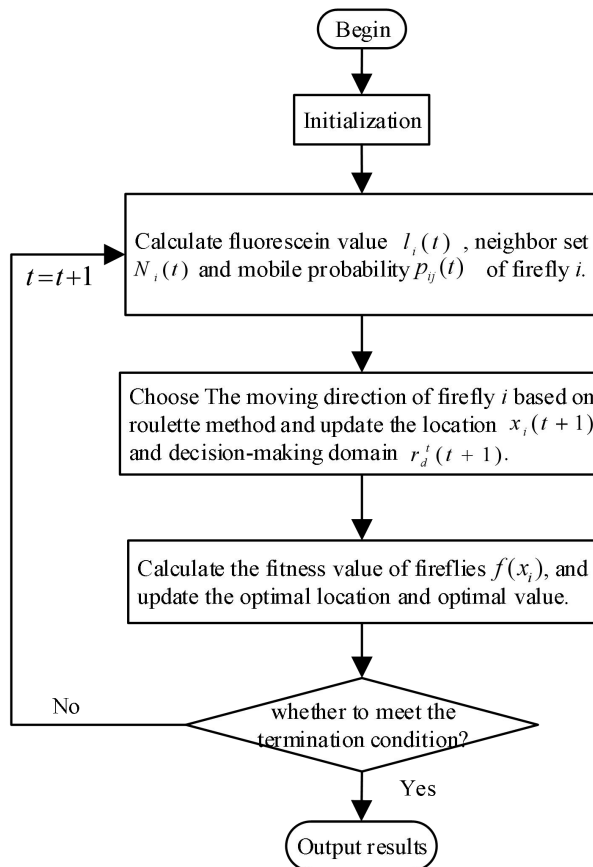 Begin
Initialization
Calculate fluorescein value l_i(t), neighbor set
N_i(t) and mobile probability p_ij(t) of firefly i.
t=t+1
Choose The moving direction of firefly i based on
roulette method and update the location x_i(t+1)
and decision-making domain r_d^t(t+1).
Calculate the fitness value of fireflies f(x_i), and
update the optimal location and optimal value.
No
whether to meet the
termination condition?
Yes
Output results